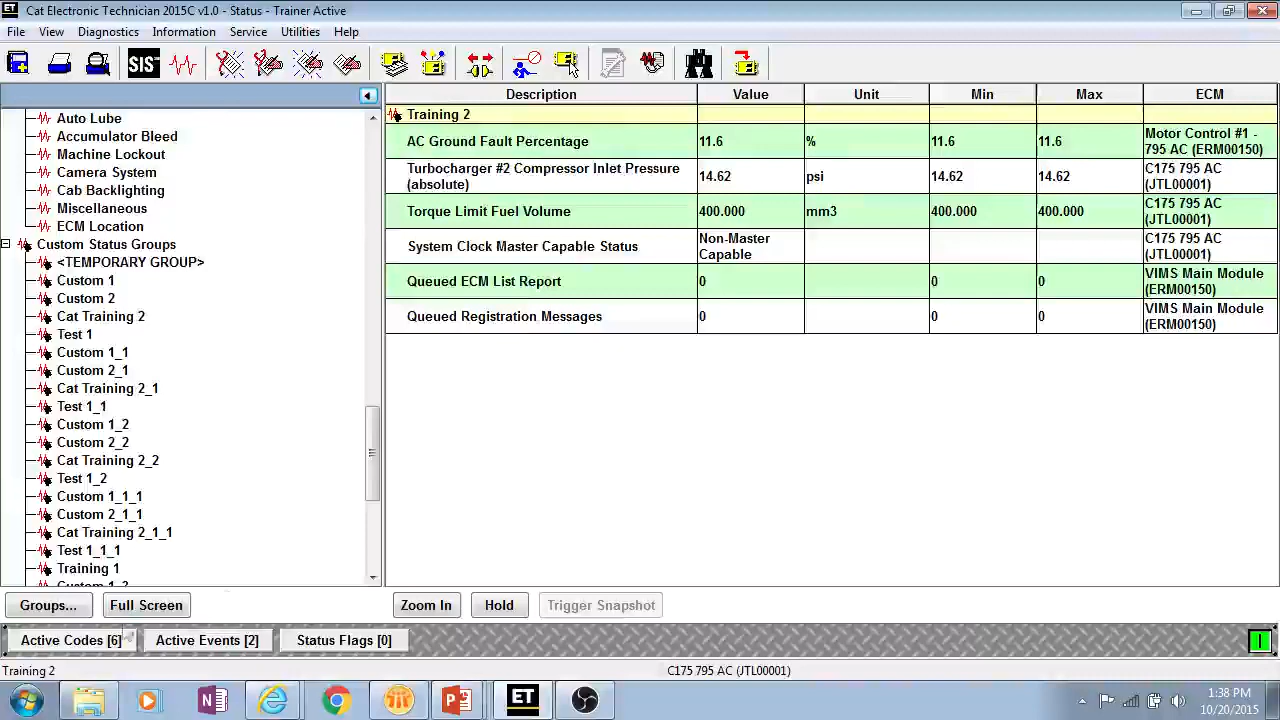 ET Cat Electronic Technician 2015C v1.0 - Status - Trainer Active
File View Diagnostics Information Service Utilities Help
SIS
Auto Lube
Accumulator Bleed
Machine Lockout
Camera System
Cab Backlighting
Miscellaneous
ECM Location
Custom Status Groups
<TEMPORARY GROUP>
Custom 1
Custom 2
Cat Training 2
Test 1
Custom 1_1
Custom 2_1
Cat Training 2_1
Test 1_1
Custom 1_2
Custom 2_2
Cat Training 2_2
Test 1_2
Custom 1_1_1
Custom 2_1_1
Cat Training 2_1_1
Test 1_1_1
Training 1
Description Value Unit Min Max ECM
Training 2
AC Ground Fault Percentage 11.6 % 11.6 11.6 Motor Control #1 -
795 AC (ERM00150)
Turbocharger #2 Compressor Inlet Pressure
(absolute) 14.62 psi 14.62 14.62 C175 795 AC
(JTL00001)
Torque Limit Fuel Volume 400.000 mm3 400.000 400.000 C175 795 AC
(JTL00001)
System Clock Master Capable Status Non-Master
Capable C175 795 AC
(JTL00001)
Queued ECM List Report 0 0 0 VIMS Main Module
(ERM00150)
Queued Registration Messages 0 0 0 VIMS Main Module
(ERM00150)
Groups... Full Screen Zoom In Hold Trigger Snapshot
Active Codes [6] Active Events [2] Status Flags [0]
Training 2 C175 795 AC (JTL00001)
ET
1:38 PM
10/20/2015